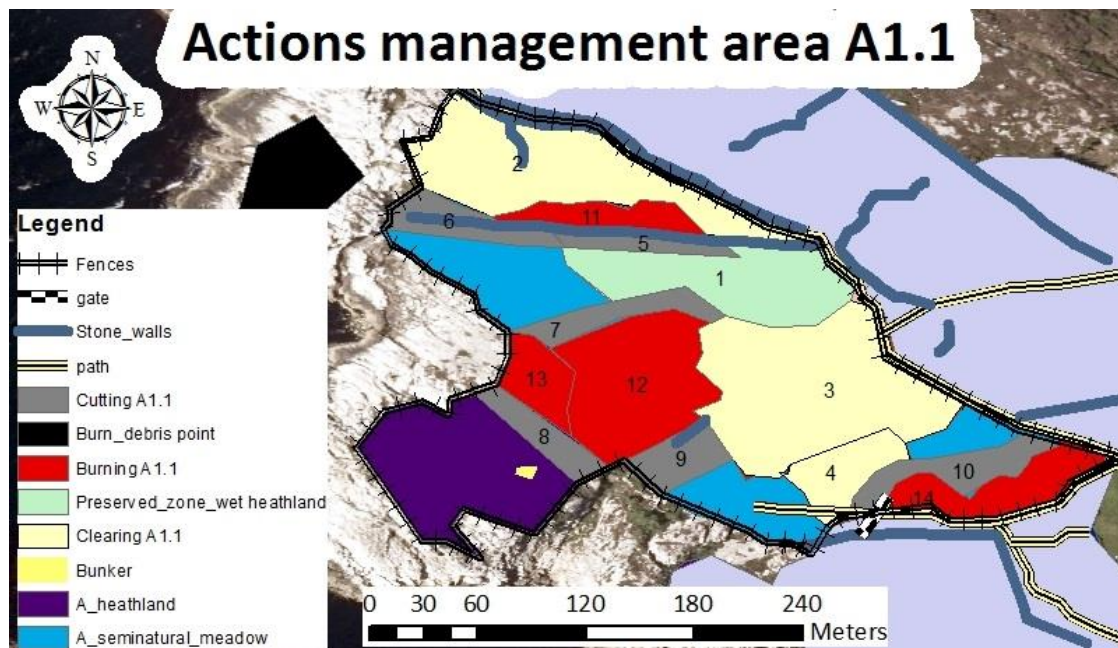 Actions management area A1.1
N
W E
S
2
6
11
5
1
7
13
12
3
8
9
4
10
14
Legend
Fences
gate
Stone_walls
path
Cutting A1.1
Burn_debris point
Burning A1.1
Preserved_zone_wet heathland
Clearing A1.1
Bunker
A_heathland
A_seminatural_meadow
0 30 60 120 180 240
Meters